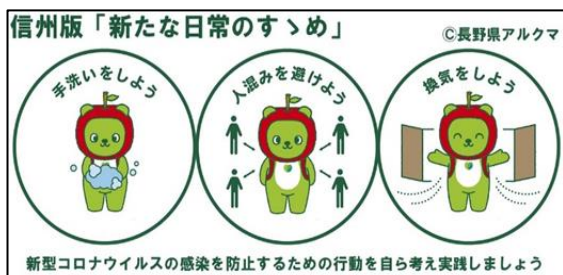 信州版「新たな日常のすゝめ」
©長野県アルクマ
手洗いをしよう
人混みを避けよう
換気をしよう
新型コロナウイルスの感染を防止するための行動を自ら考え実践しましょう